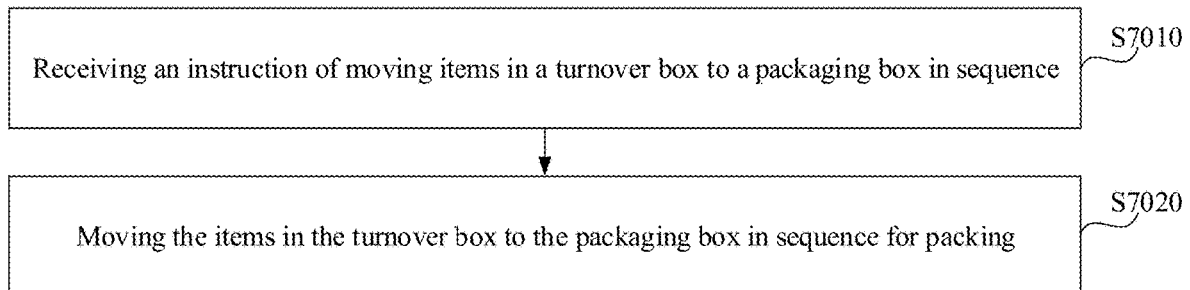 S7010
Receiving an instruction of moving items in a turnover box to a packaging box in sequence
S7020
Moving the items in the turnover box to the packaging box in sequence for packing